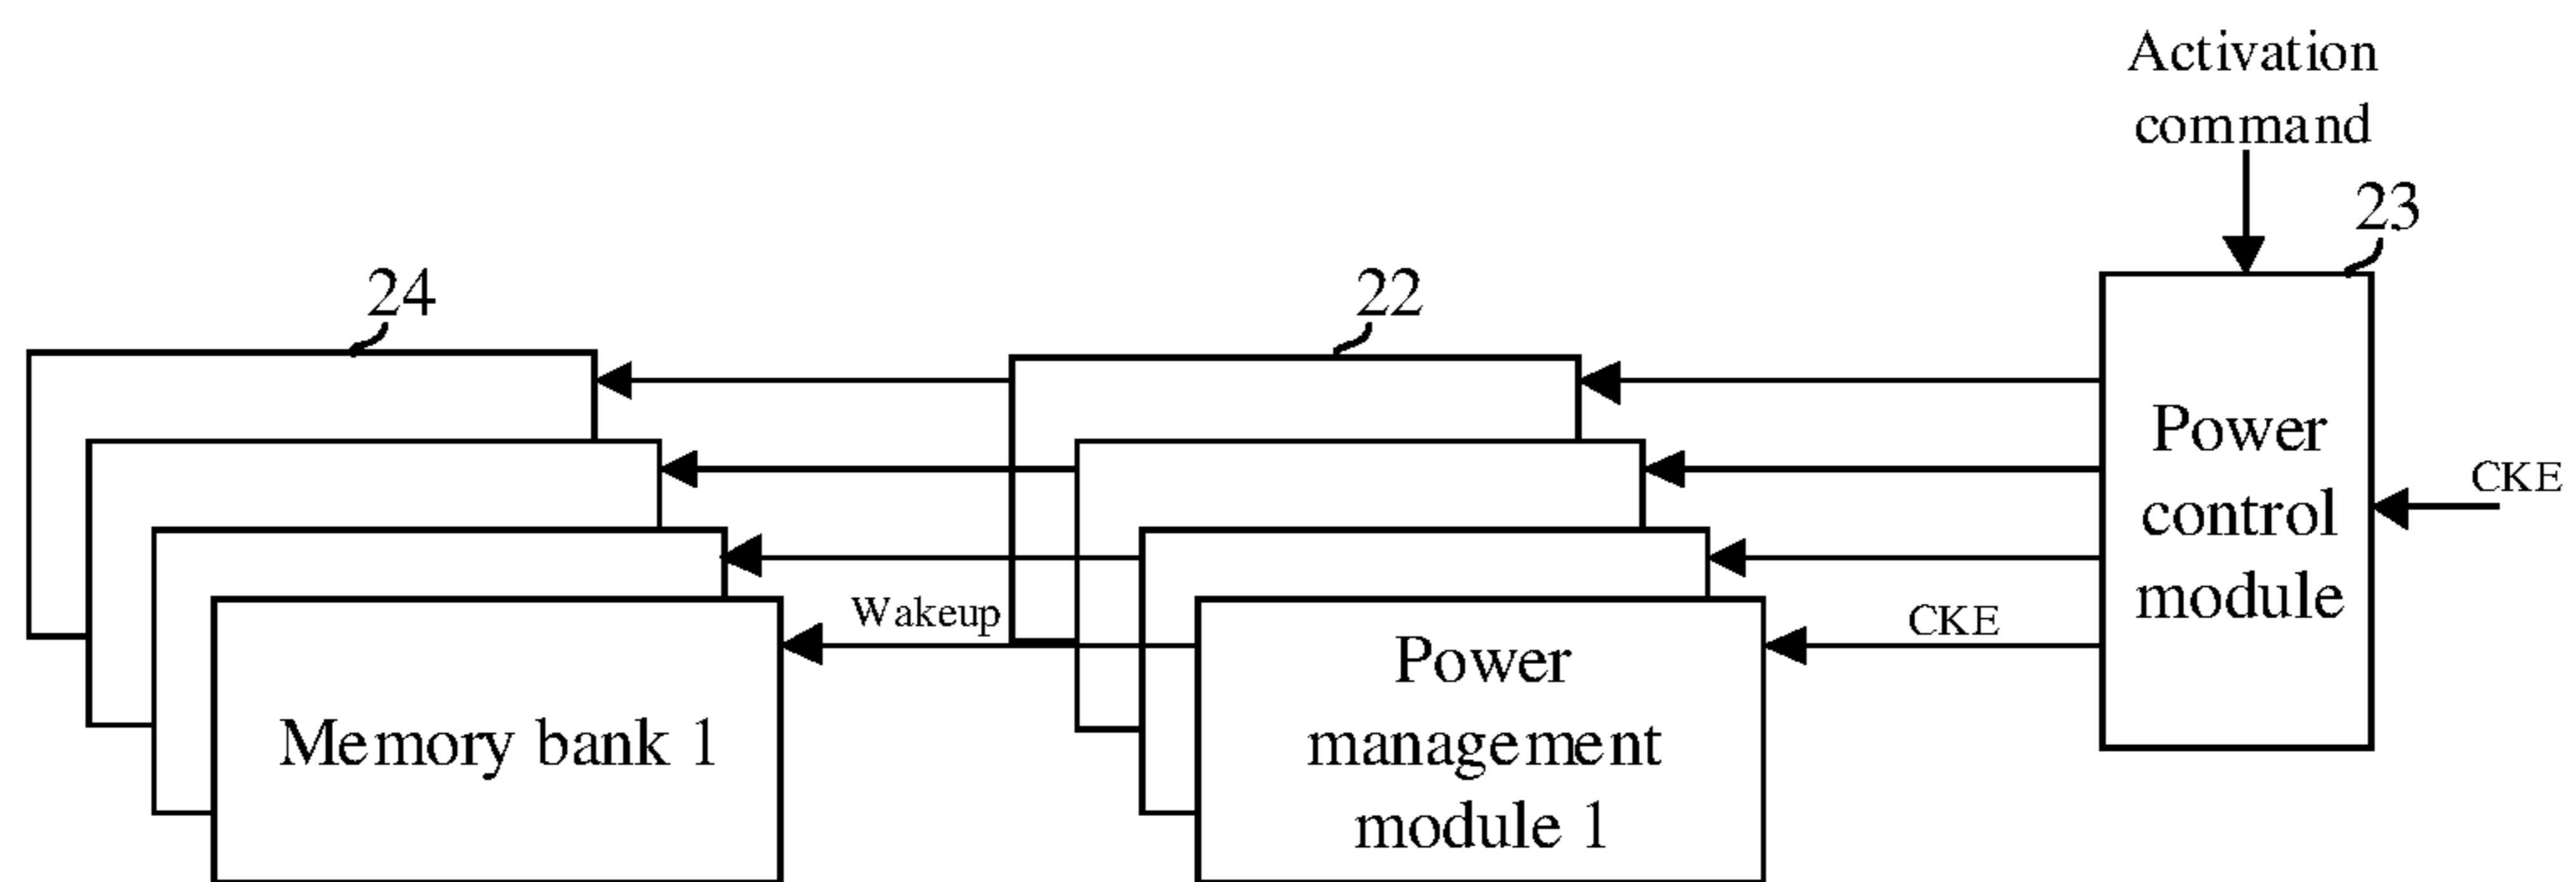 Activation
command
23
24
22
Power
control
module
CKE
Wakeup
CKE
Power
management
module 1
Memory bank 1